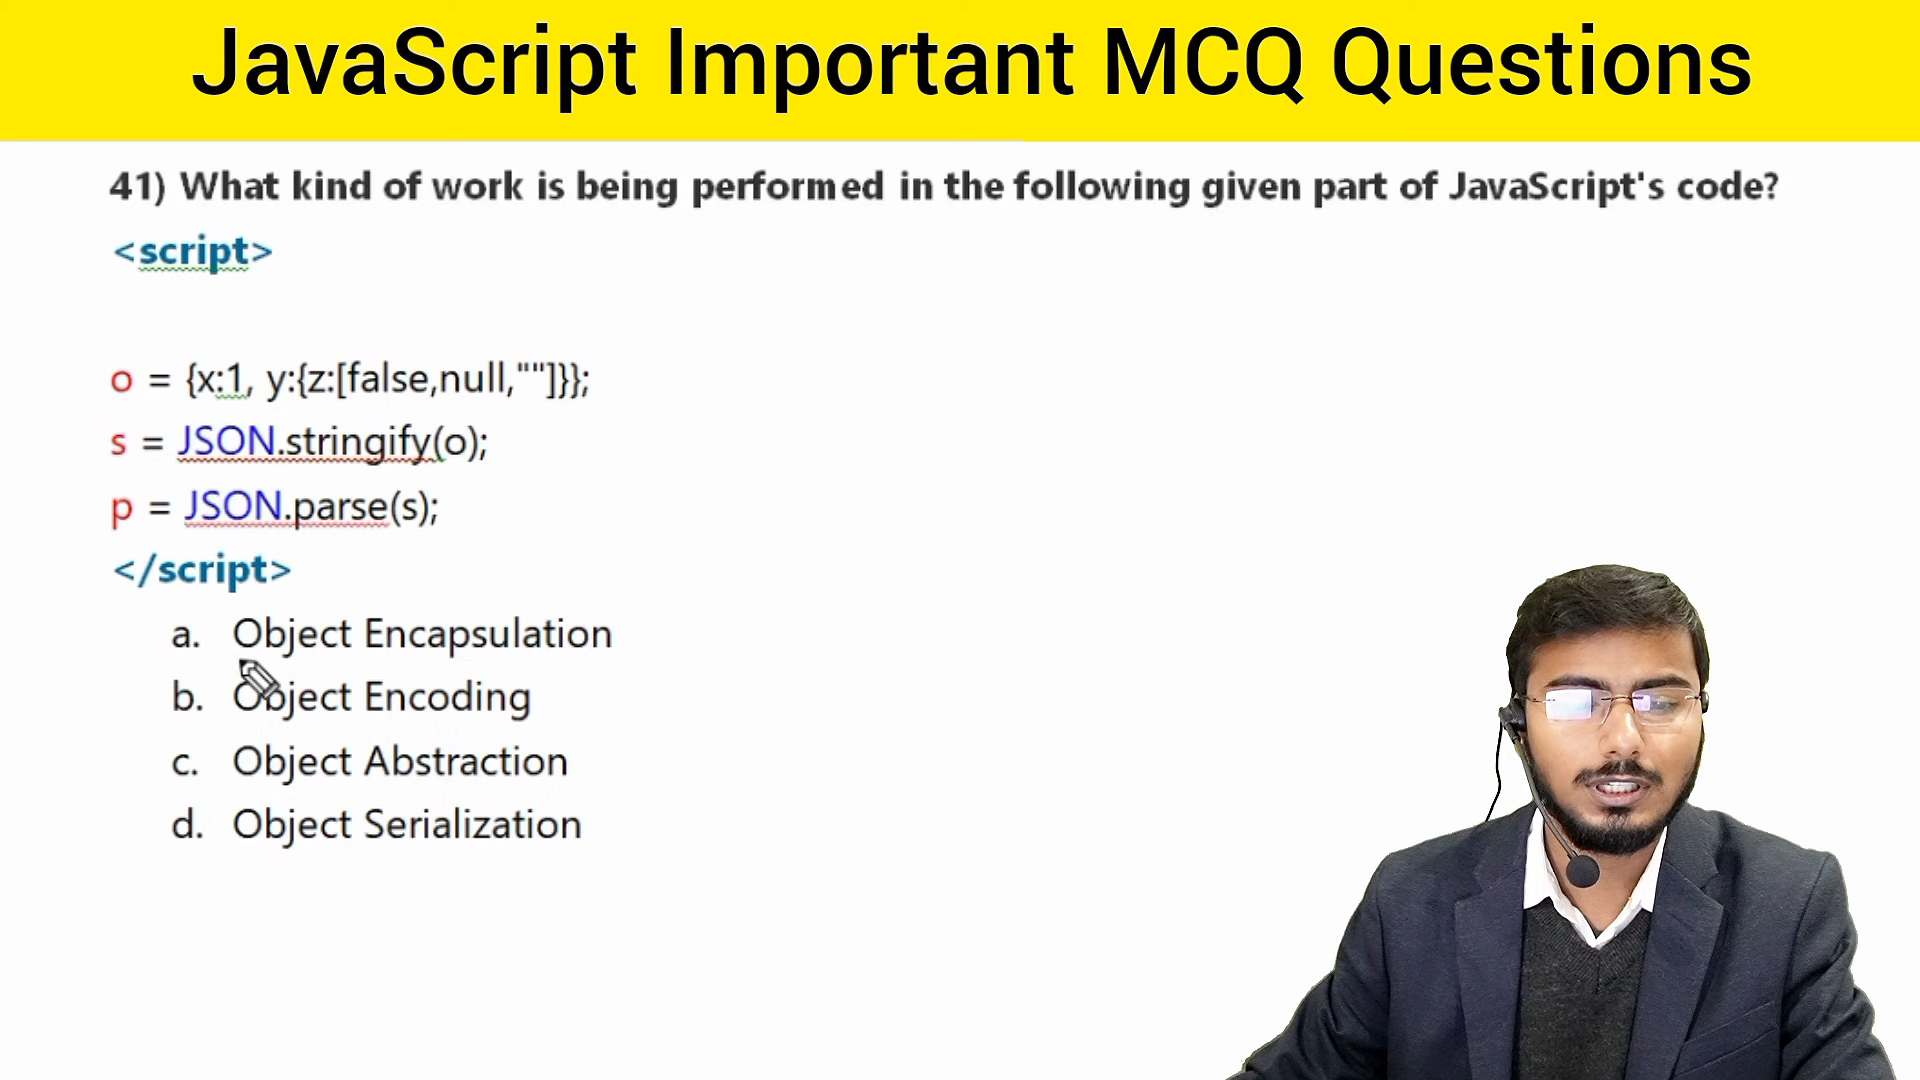 JavaScript Important MCQ Questions
41) What kind of work is being performed in the following given part of JavaScript's code?
<script>
o = {x:1, y:{z:[false,null,""]}};
s = JSON.stringify(o);
p = JSON.parse(s);
</script>
a. Object Encapsulation
b. Object Encoding
c. Object Abstraction
d. Object Serialization